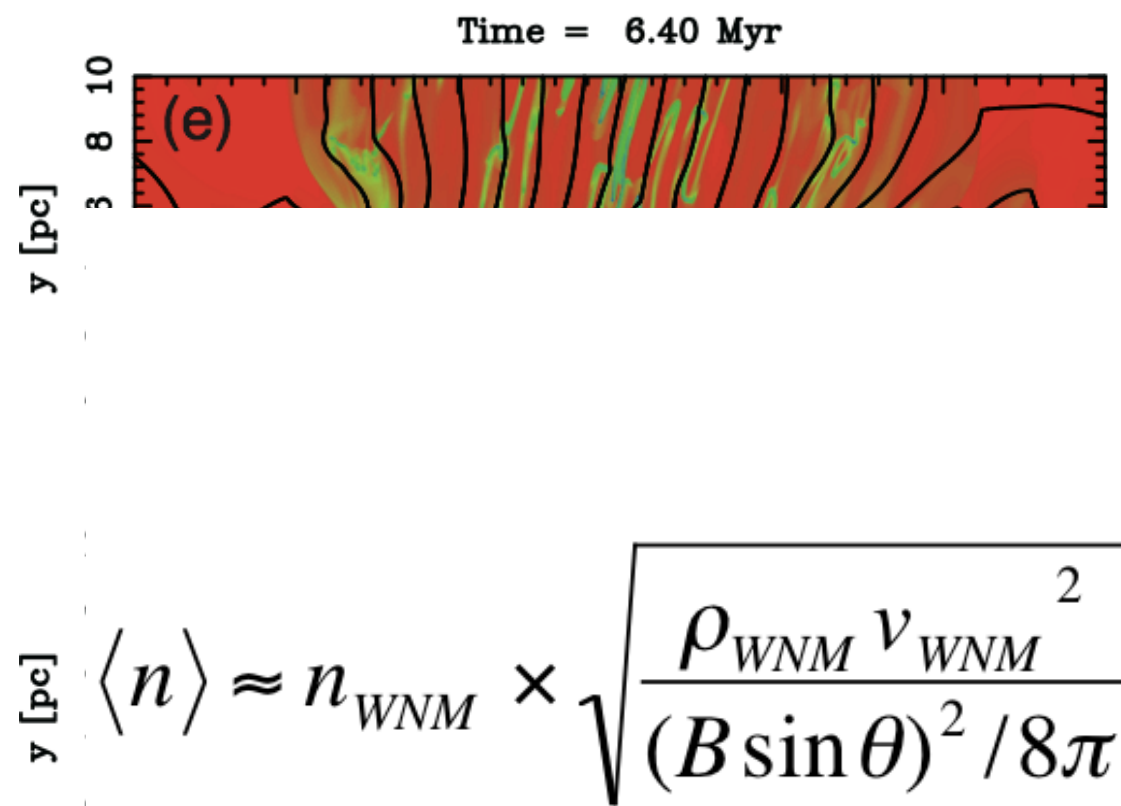 Time = 6.40 Myr
10
(e)
8
y [pc]
⟨n⟩ ≈ n_WNM × √(ρ_WNM v_WNM² / (B sin θ)² / 8π)
y [pc]